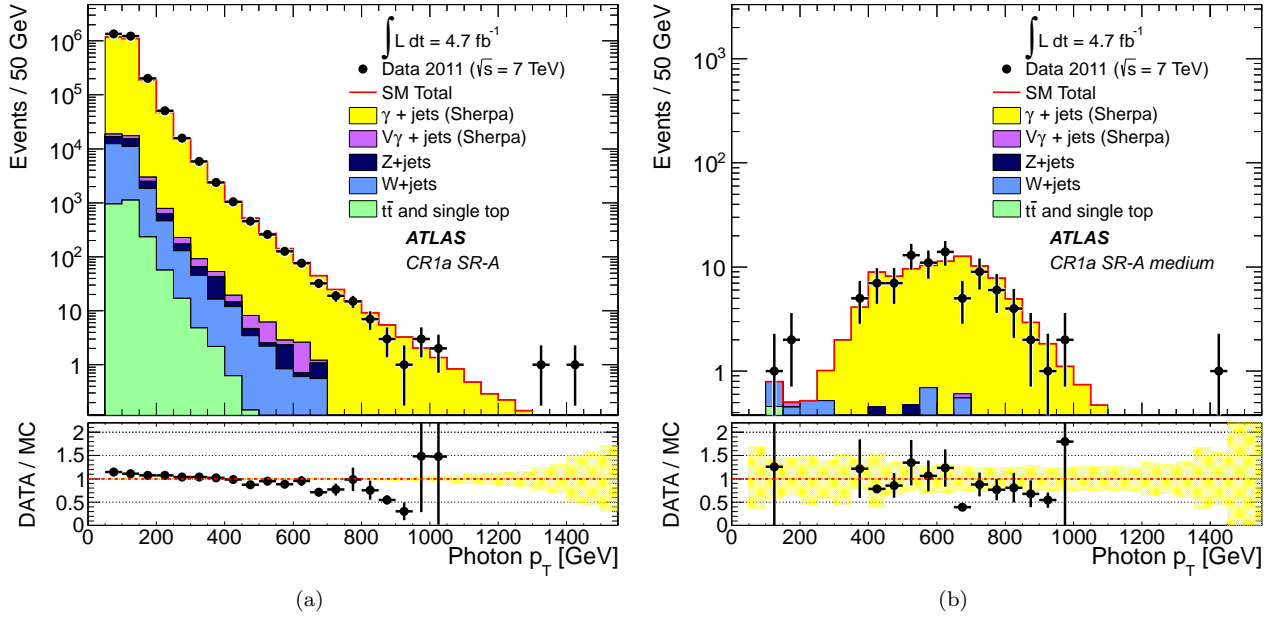 Events / 50 GeV
10^6
10^5
10^4
10^3
10^2
10
1
∫ L dt = 4.7 fb^-1
Data 2011 (√s = 7 TeV)
SM Total
γ + jets (Sherpa)
Vγ + jets (Sherpa)
Z+jets
W+jets
tt̄ and single top
ATLAS
CR1a SR-A
DATA / MC
2
1.5
1
0.5
0
0 200 400 600 800 1000 1200 1400
Photon p_T [GeV]
(a)
Events / 50 GeV
10^3
10^2
10
1
∫ L dt = 4.7 fb^-1
Data 2011 (√s = 7 TeV)
SM Total
γ + jets (Sherpa)
Vγ + jets (Sherpa)
Z+jets
W+jets
tt̄ and single top
ATLAS
CR1a SR-A medium
DATA / MC
2
1.5
1
0.5
0
0 200 400 600 800 1000 1200 1400
Photon p_T [GeV]
(b)